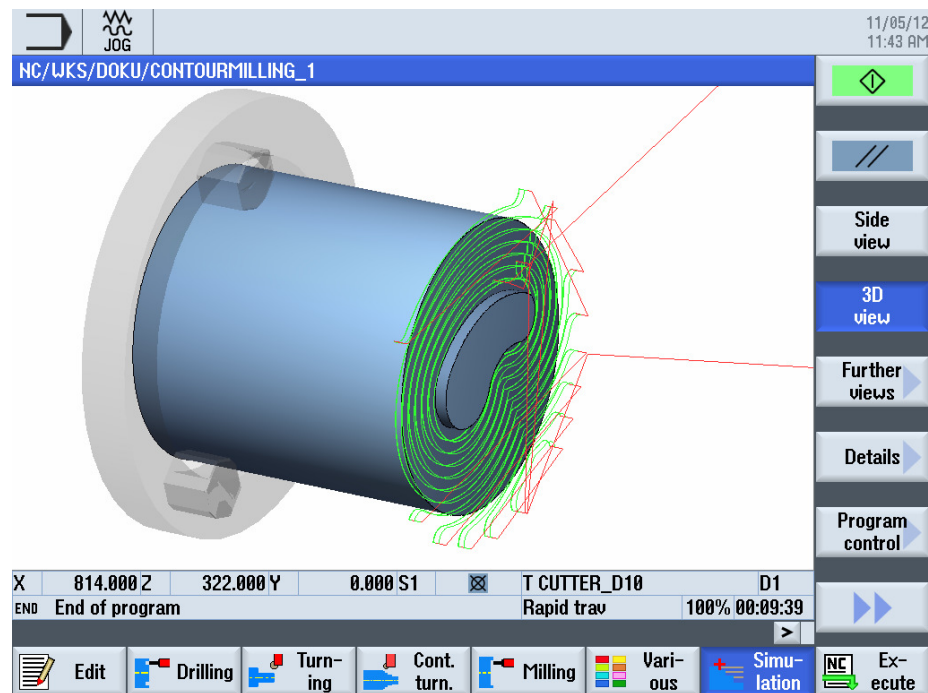 11/05/12
JOG
11:43 AM
NC/WKS/DOKU/CONTOURMILLING_1
//
Side
view
3D
view
Further
views
Details
Program
control
X 814.000 Z 322.000 Y 0.000 S1 T CUTTER_D10 D1
END End of program Rapid trav 100% 00:09:39
>
Edit
Drilling
Turn-
ing
Cont.
turn.
Milling
Vari-
ous
Simu-
lation
NC
Ex-
ecute